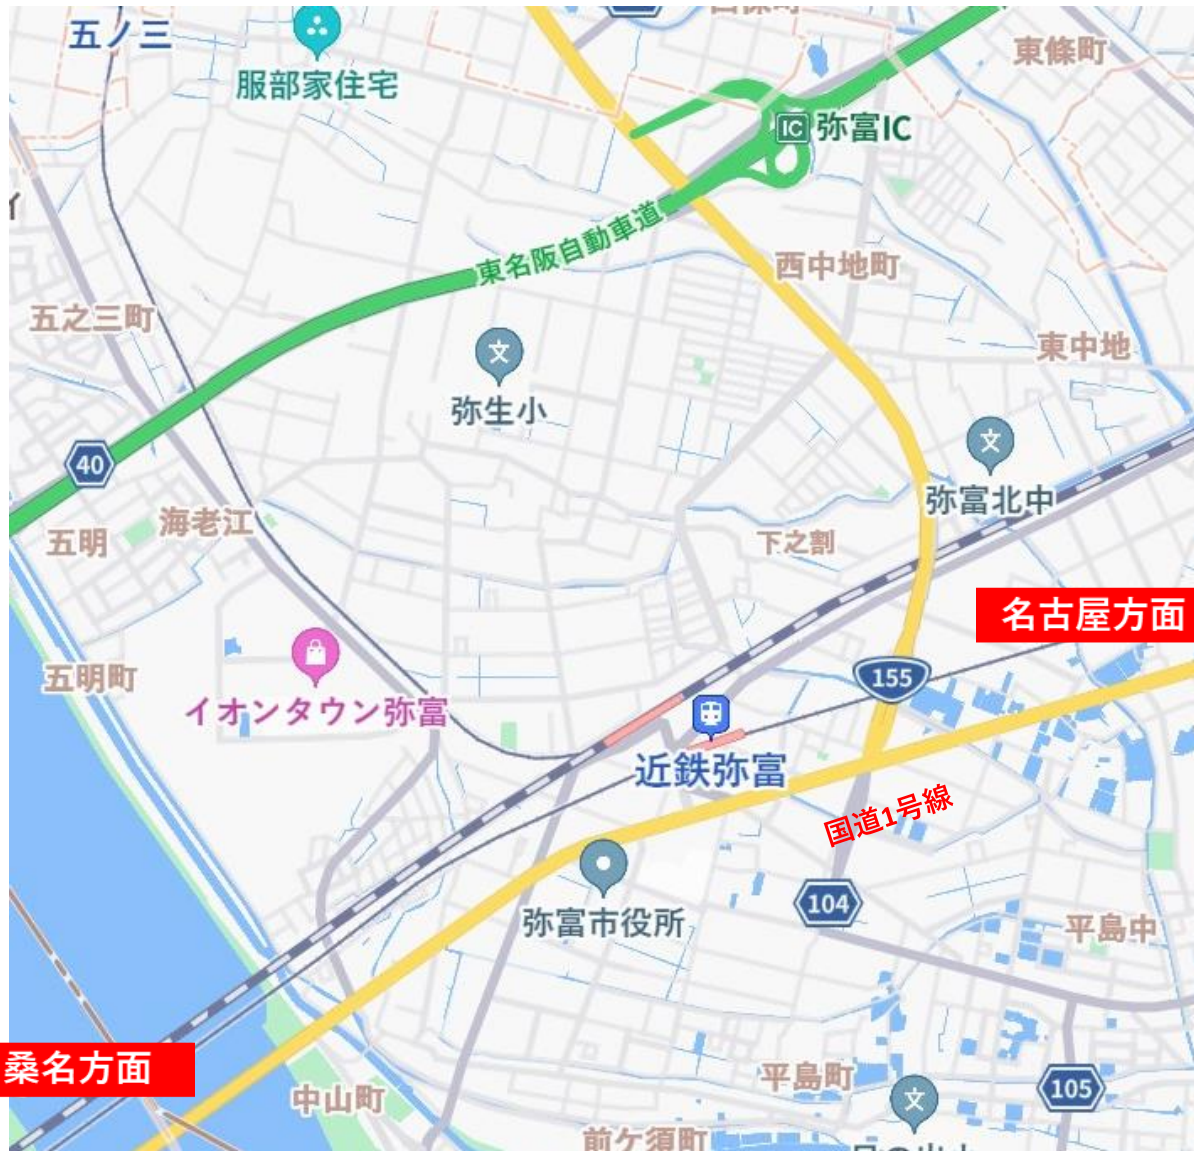 五ノ三
服部家住宅
東條町
IC 弥富IC
東名阪自動車道
西中地町
五之三町
東中地
文
弥生小
文
弥富北中
40
海老江
五明
下之割
名古屋方面
五明町
イオンタウン弥富
155
近鉄弥富
国道1号線
弥富市役所
104
平島中
桑名方面
中山町
平島町
105
文
前ケ須町